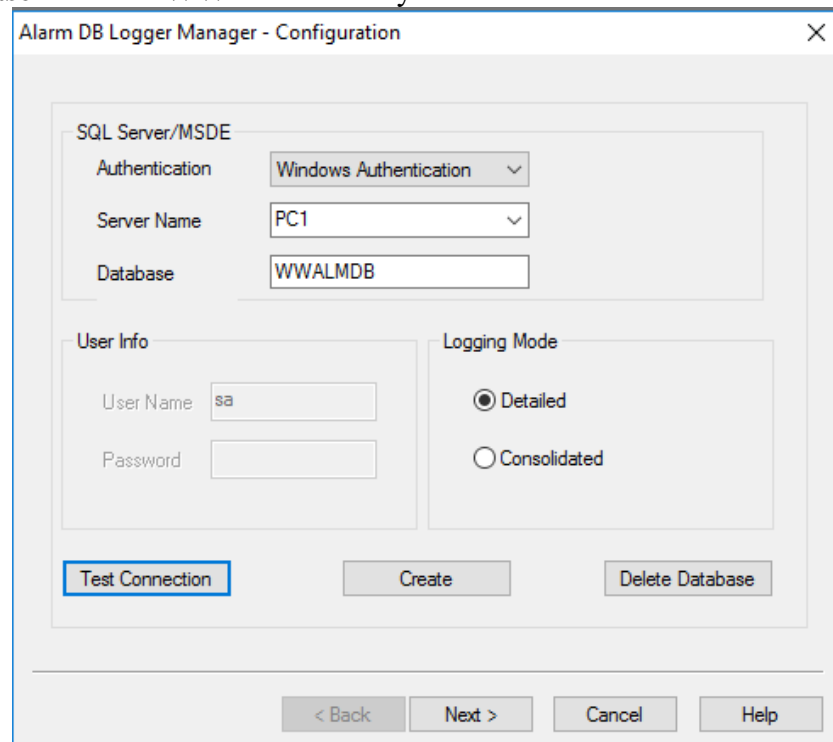 Alarm DB Logger Manager - Configuration
SQL Server/MSDE
Authentication
Windows Authentication
Server Name
PC1
Database
WWALMDB
User Info
User Name
sa
Password
Logging Mode
Detailed
Consolidated
Test Connection
Create
Delete Database
< Back
Next >
Cancel
Help